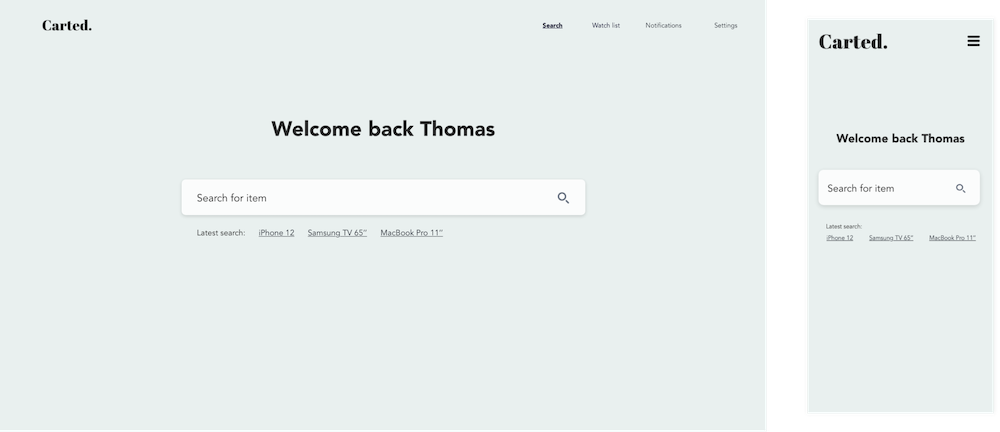 Carted. Search Watch list Notifications Settings
Welcome back Thomas
Search for item
Latest search: iPhone 12 Samsung TV 65" MacBook Pro 11"
Carted.
Welcome back Thomas
Search for item
Latest search:
iPhone 12 Samsung TV 65" MacBook Pro 11"